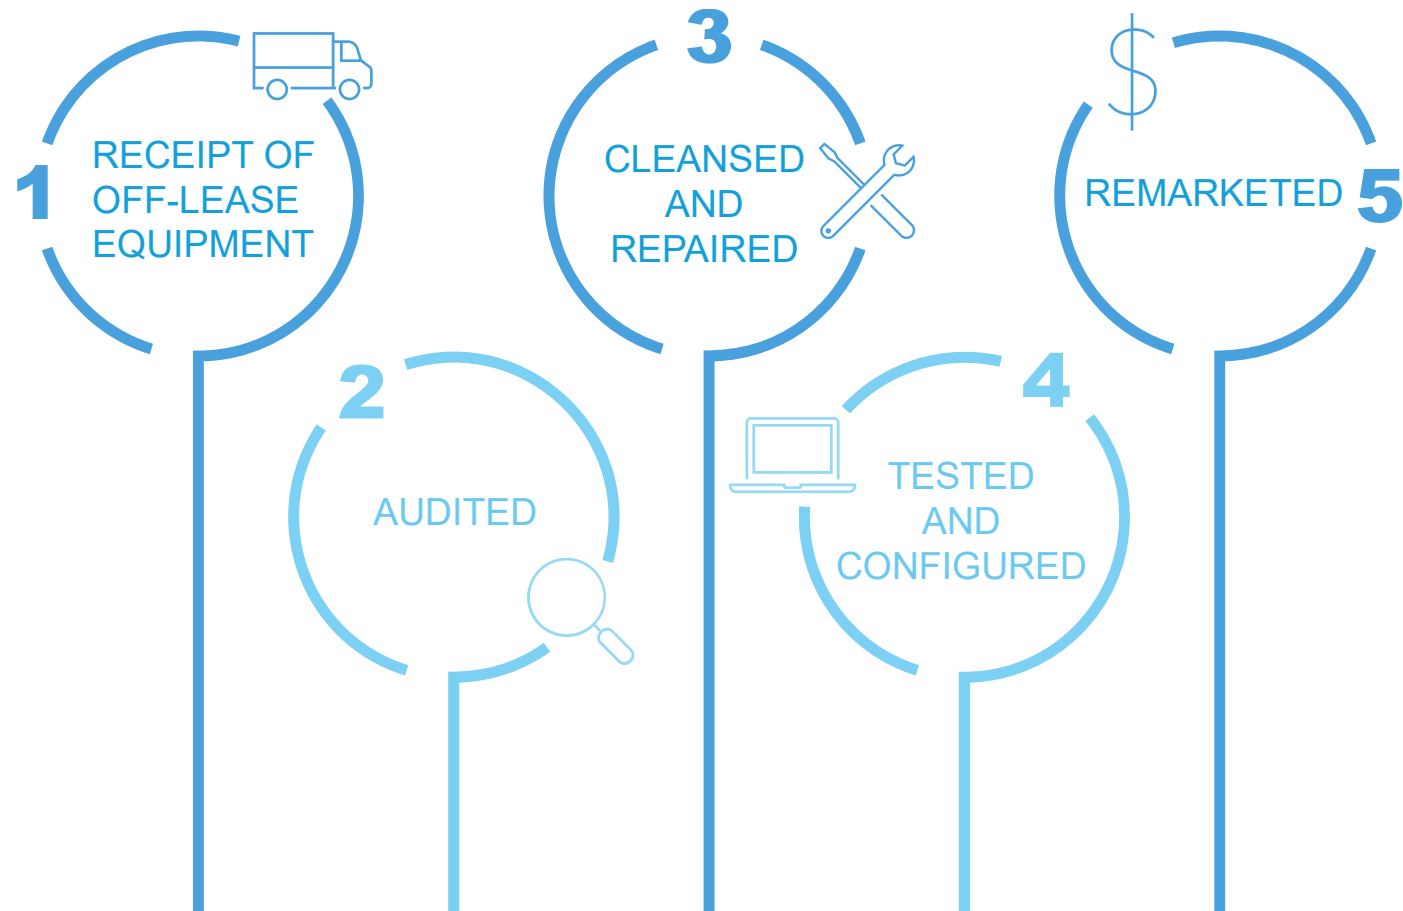 1
RECEIPT OF
OFF-LEASE
EQUIPMENT
2
AUDITED
3
CLEANSED
AND
REPAIRED
4
TESTED
AND
CONFIGURED
$
REMARKETED
5